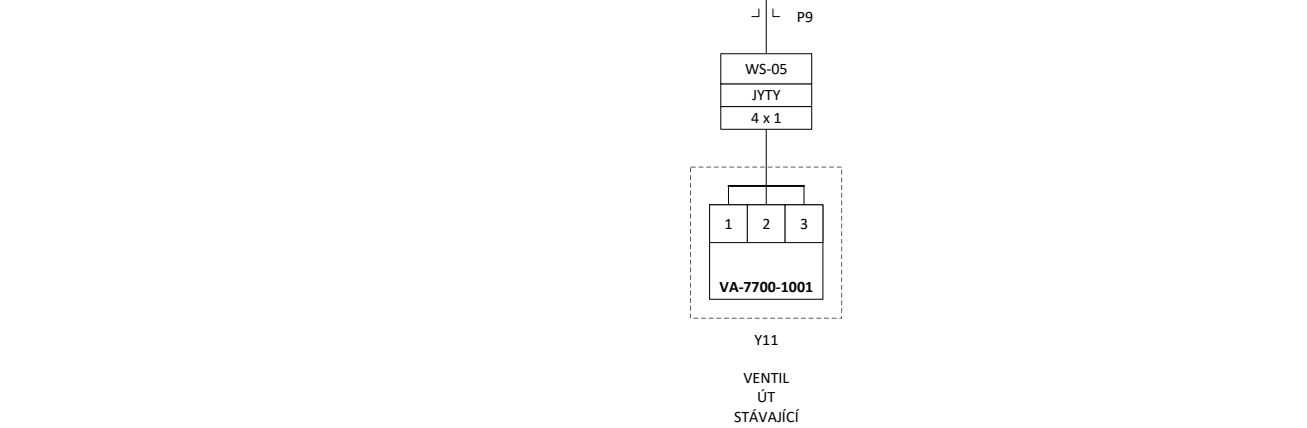 P9
WS-05
JYTY
4 x 1
1 2 3
VA-7700-1001
Y11
VENTIL
ÚT
STÁVAJÍCÍ